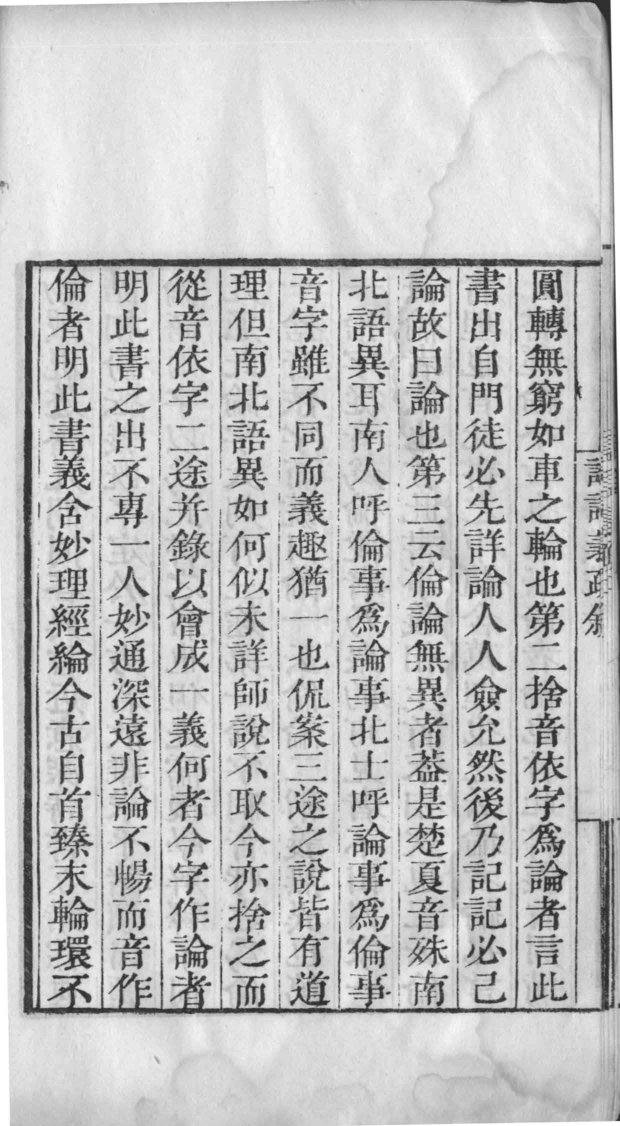 圓轉無窮如車之輪也第二捨音依字爲論者言此
書出自門徒必先詳論人人僉允然後乃記記必己
論故曰論也第三云倫論無異者葢是楚夏音殊南
北語異耳南人呼倫事爲論事北士呼論事爲倫事
音字雖不同而義趣猶一也侃案三途之說皆有道
理但南北語異如何似未詳師說不取今亦捨之而
從音依字二途并錄以會成一義何者今字作論者
明此書之出不專一人妙通深遠非論不暢而音作
倫者明此書義含妙理經綸今古自首臻末輪環不